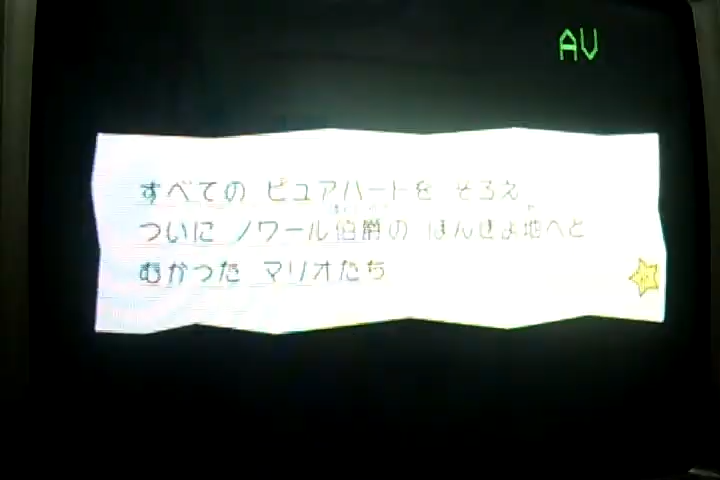 AV
すべての ピュアハートを そろえ
ついに ノワール伯爵の ほんきょ地へと
むかった マリオたち